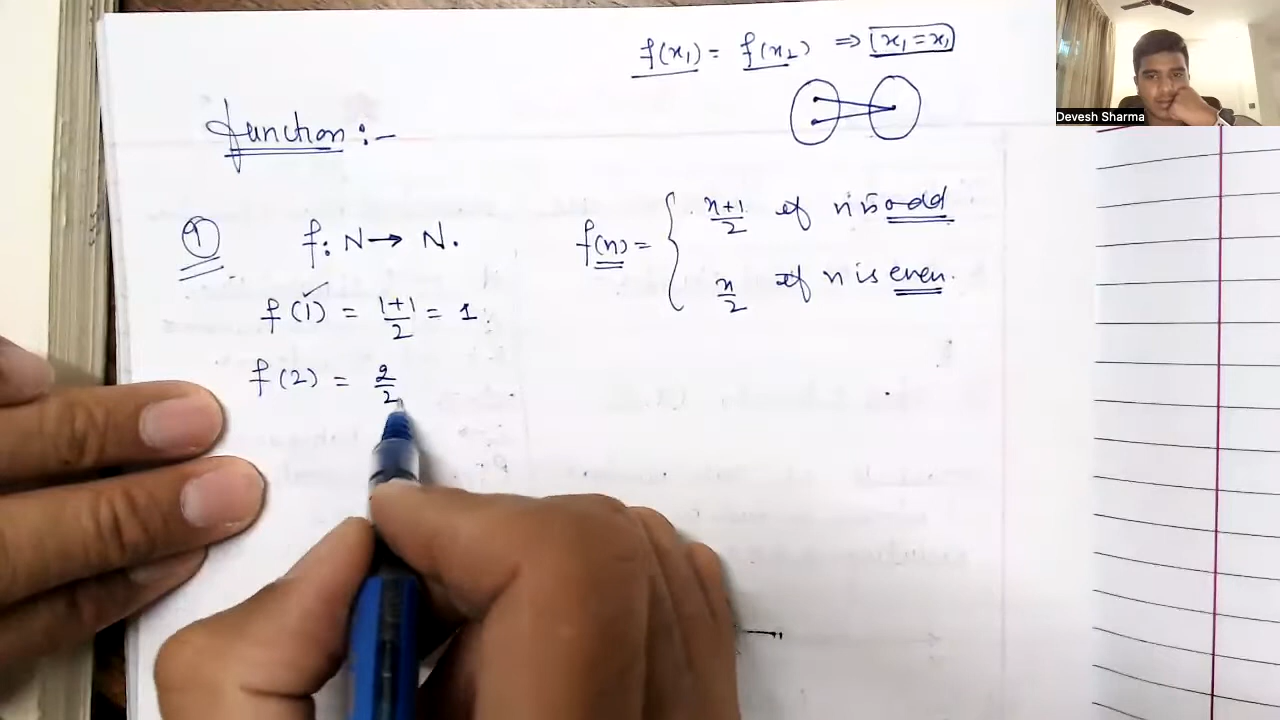 f(x₁) = f(x₂) ⇒ (x₁ = x₁)
Devesh Sharma
function :-
① f: N → N.
f(n) = { n+1/2 if n is odd
n/2 if n is even.
f(1) = 1+1/2 = 1
f(2) = 2/2